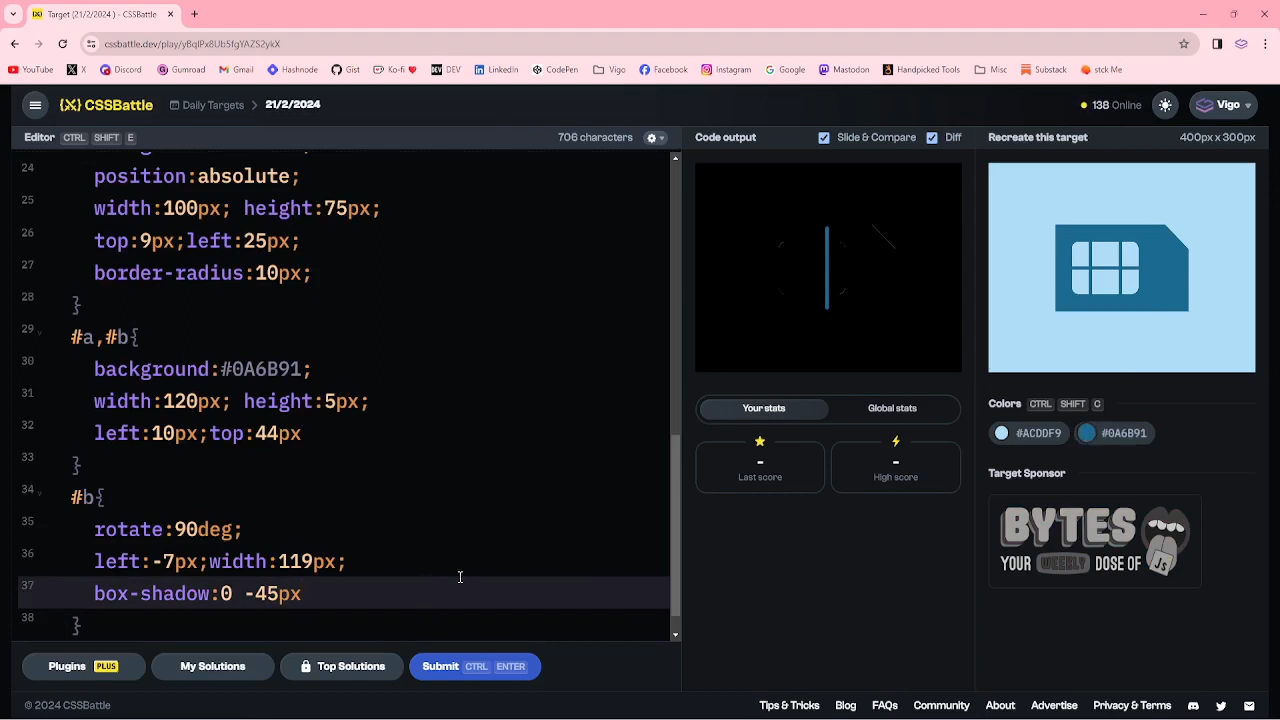 Target (21/2/2024 ) - CSSBattle
cssbattle.dev/play/yBqlPx8Ub5fgYAZS2ykX
YouTube X Discord Gumroad Gmail Hashnode Gist Ko-fi DEV LinkedIn CodePen Vigo Facebook Instagram Google Mastodon Handpicked Tools Misc Substack stck Me
{X} CSSBattle Daily Targets > 21/2/2024 138 Online Vigo
Editor CTRL SHIFT E 706 characters
Code output Slide & Compare Diff
Recreate this target 400px x 300px
24
25 position:absolute;
26 width:100px; height:75px;
27 top:9px;left:25px;
28 border-radius:10px;
}
29 #a,#b{
30 background:#0A6B91;
31 width:120px; height:5px;
32 left:10px;top:44px
33 }
34 #b{
35 rotate:90deg;
36 left:-7px;width:119px;
37 box-shadow:0 -45px
38 }
Your stats Global stats
- Last score
- High score
Colors CTRL SHIFT C
#ACDDF9 #0A6B91
Target Sponsor
BYTES
YOUR WEEKLY DOSE OF JS
Plugins PLUS My Solutions Top Solutions Submit CTRL ENTER
© 2024 CSSBattle Tips & Tricks Blog FAQs Community About Advertise Privacy & Terms